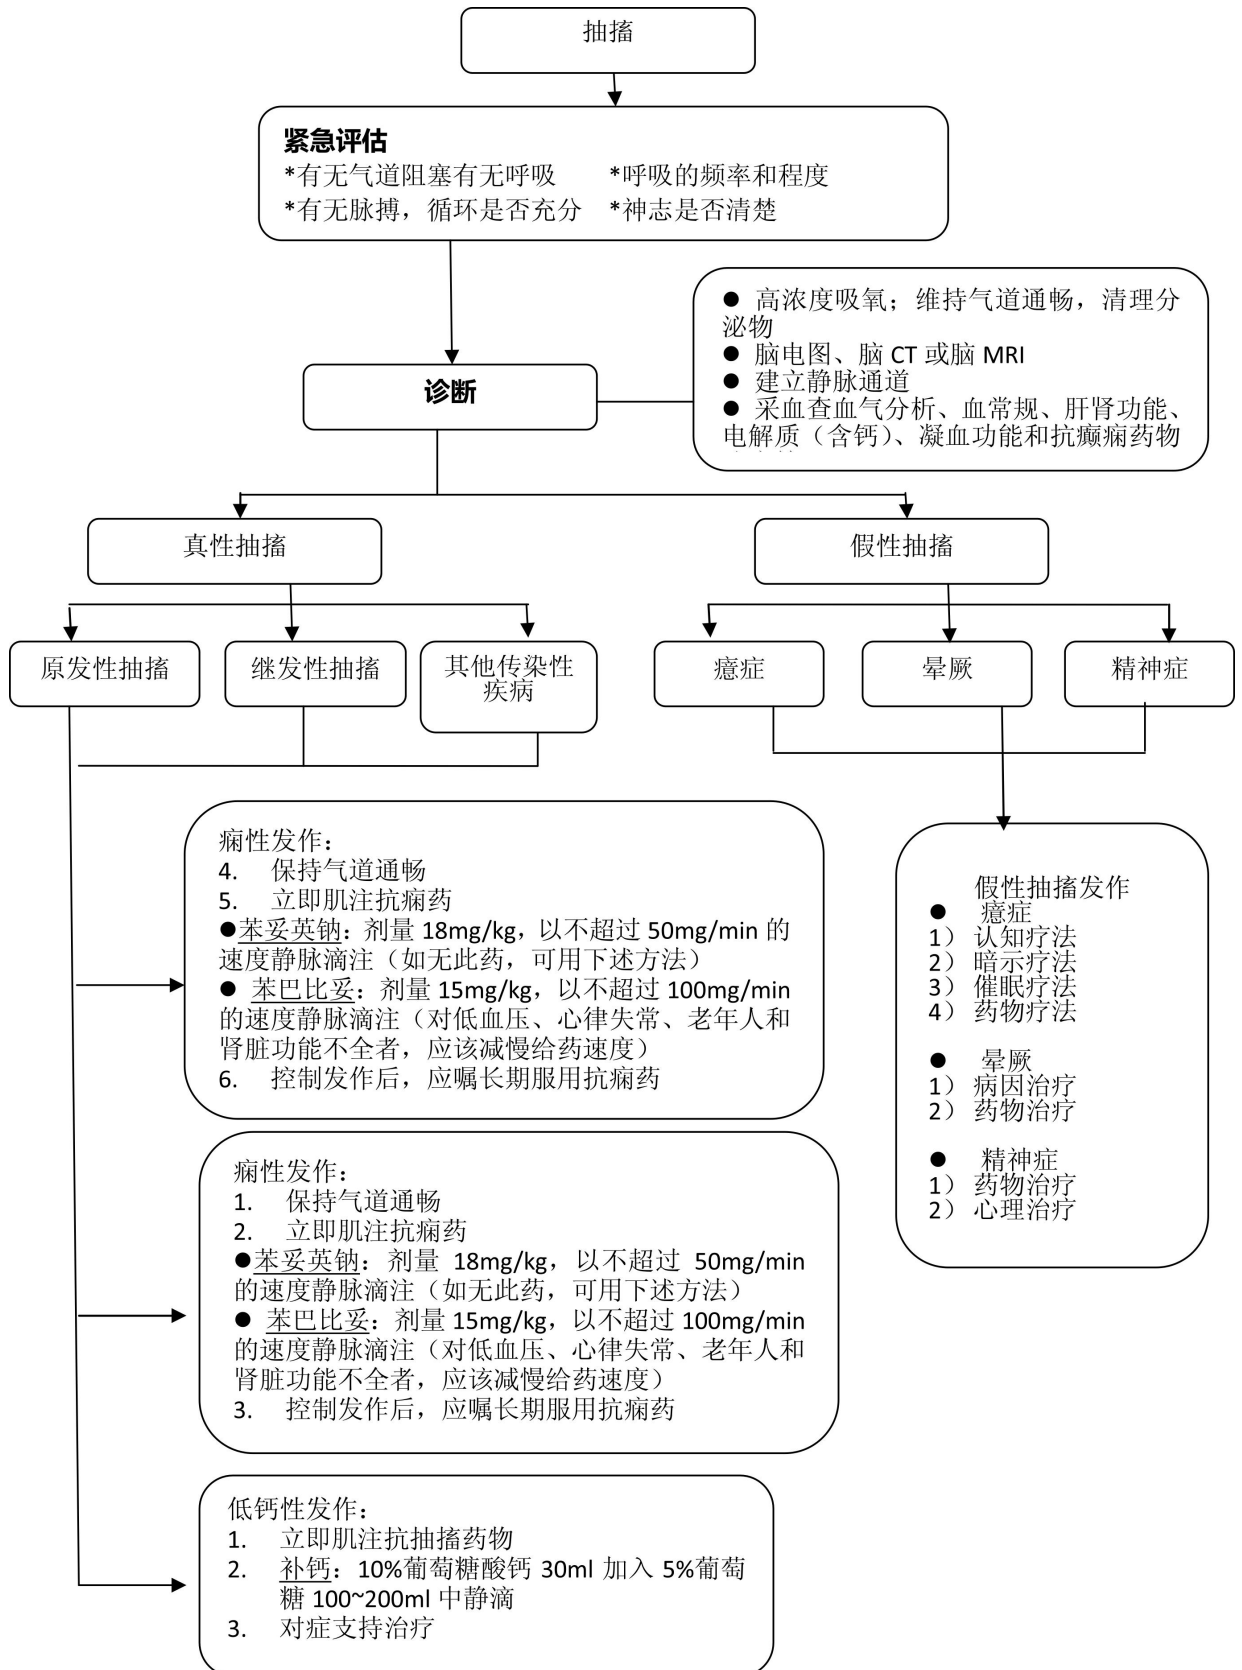 抽搐
紧急评估
*有无气道阻塞有无呼吸 *呼吸的频率和程度
*有无脉搏，循环是否充分 *神志是否清楚
● 高浓度吸氧；维持气道通畅，清理分
泌物
● 脑电图、脑 CT 或脑 MRI
● 建立静脉通道
● 采血查血气分析、血常规、肝肾功能、
电解质（含钙）、凝血功能和抗癫痫药物
诊断
真性抽搐
假性抽搐
原发性抽搐
继发性抽搐
其他传染性
疾病
癔症
晕厥
精神症
痫性发作：
4. 保持气道通畅
5. 立即肌注抗痫药
●苯妥英钠：剂量 18mg/kg，以不超过 50mg/min 的
速度静脉滴注（如无此药，可用下述方法）
● 苯巴比妥：剂量 15mg/kg，以不超过 100mg/min
的速度静脉滴注（对低血压、心律失常、老年人和
肾脏功能不全者，应该减慢给药速度）
6. 控制发作后，应嘱长期服用抗痫药
假性抽搐发作
● 癔症
1） 认知疗法
2） 暗示疗法
3） 催眠疗法
4） 药物疗法
● 晕厥
1） 病因治疗
2） 药物治疗
● 精神症
1） 药物治疗
2） 心理治疗
痫性发作：
1. 保持气道通畅
2. 立即肌注抗痫药
●苯妥英钠：剂量 18mg/kg，以不超过 50mg/min
的速度静脉滴注（如无此药，可用下述方法）
● 苯巴比妥：剂量 15mg/kg，以不超过 100mg/min
的速度静脉滴注（对低血压、心律失常、老年人和
肾脏功能不全者，应该减慢给药速度）
3. 控制发作后，应嘱长期服用抗痫药
低钙性发作：
1. 立即肌注抗抽搐药物
2. 补钙：10%葡萄糖酸钙 30ml 加入 5%葡萄
糖 100~200ml 中静滴
3. 对症支持治疗